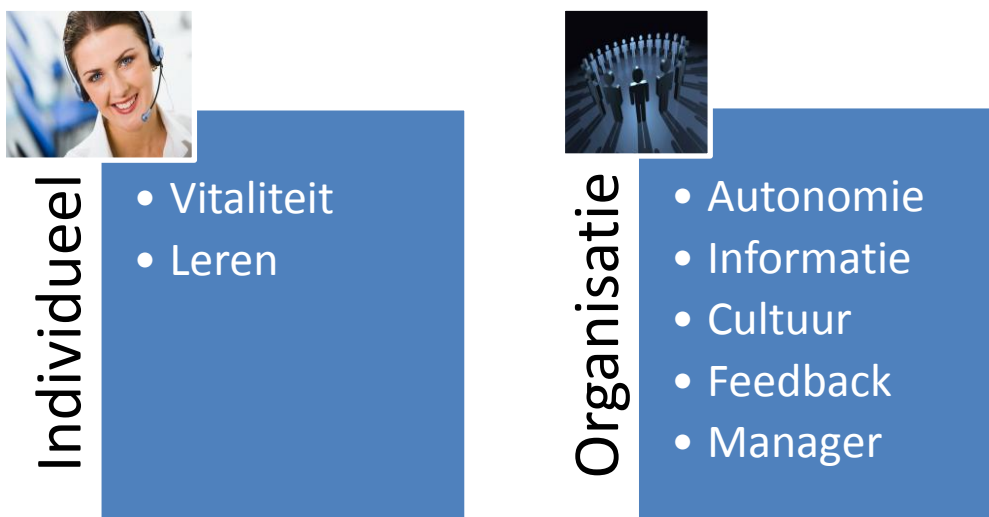 Individueel
• Vitaliteit
• Leren
Organisatie
• Autonomie
• Informatie
• Cultuur
• Feedback
• Manager